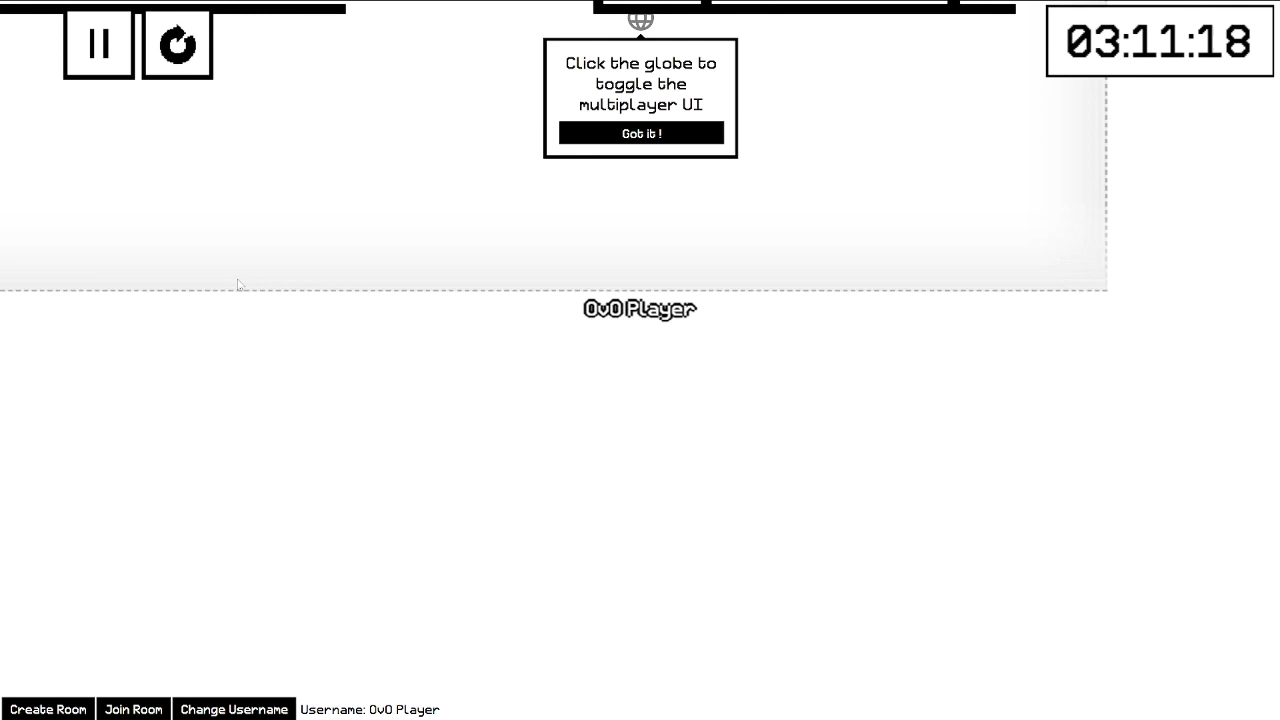 03:11:18
Click the globe to
toggle the
multiplayer UI
Got it!
OvO Player
Create Room
Join Room
Change Username
Username: OvO Player